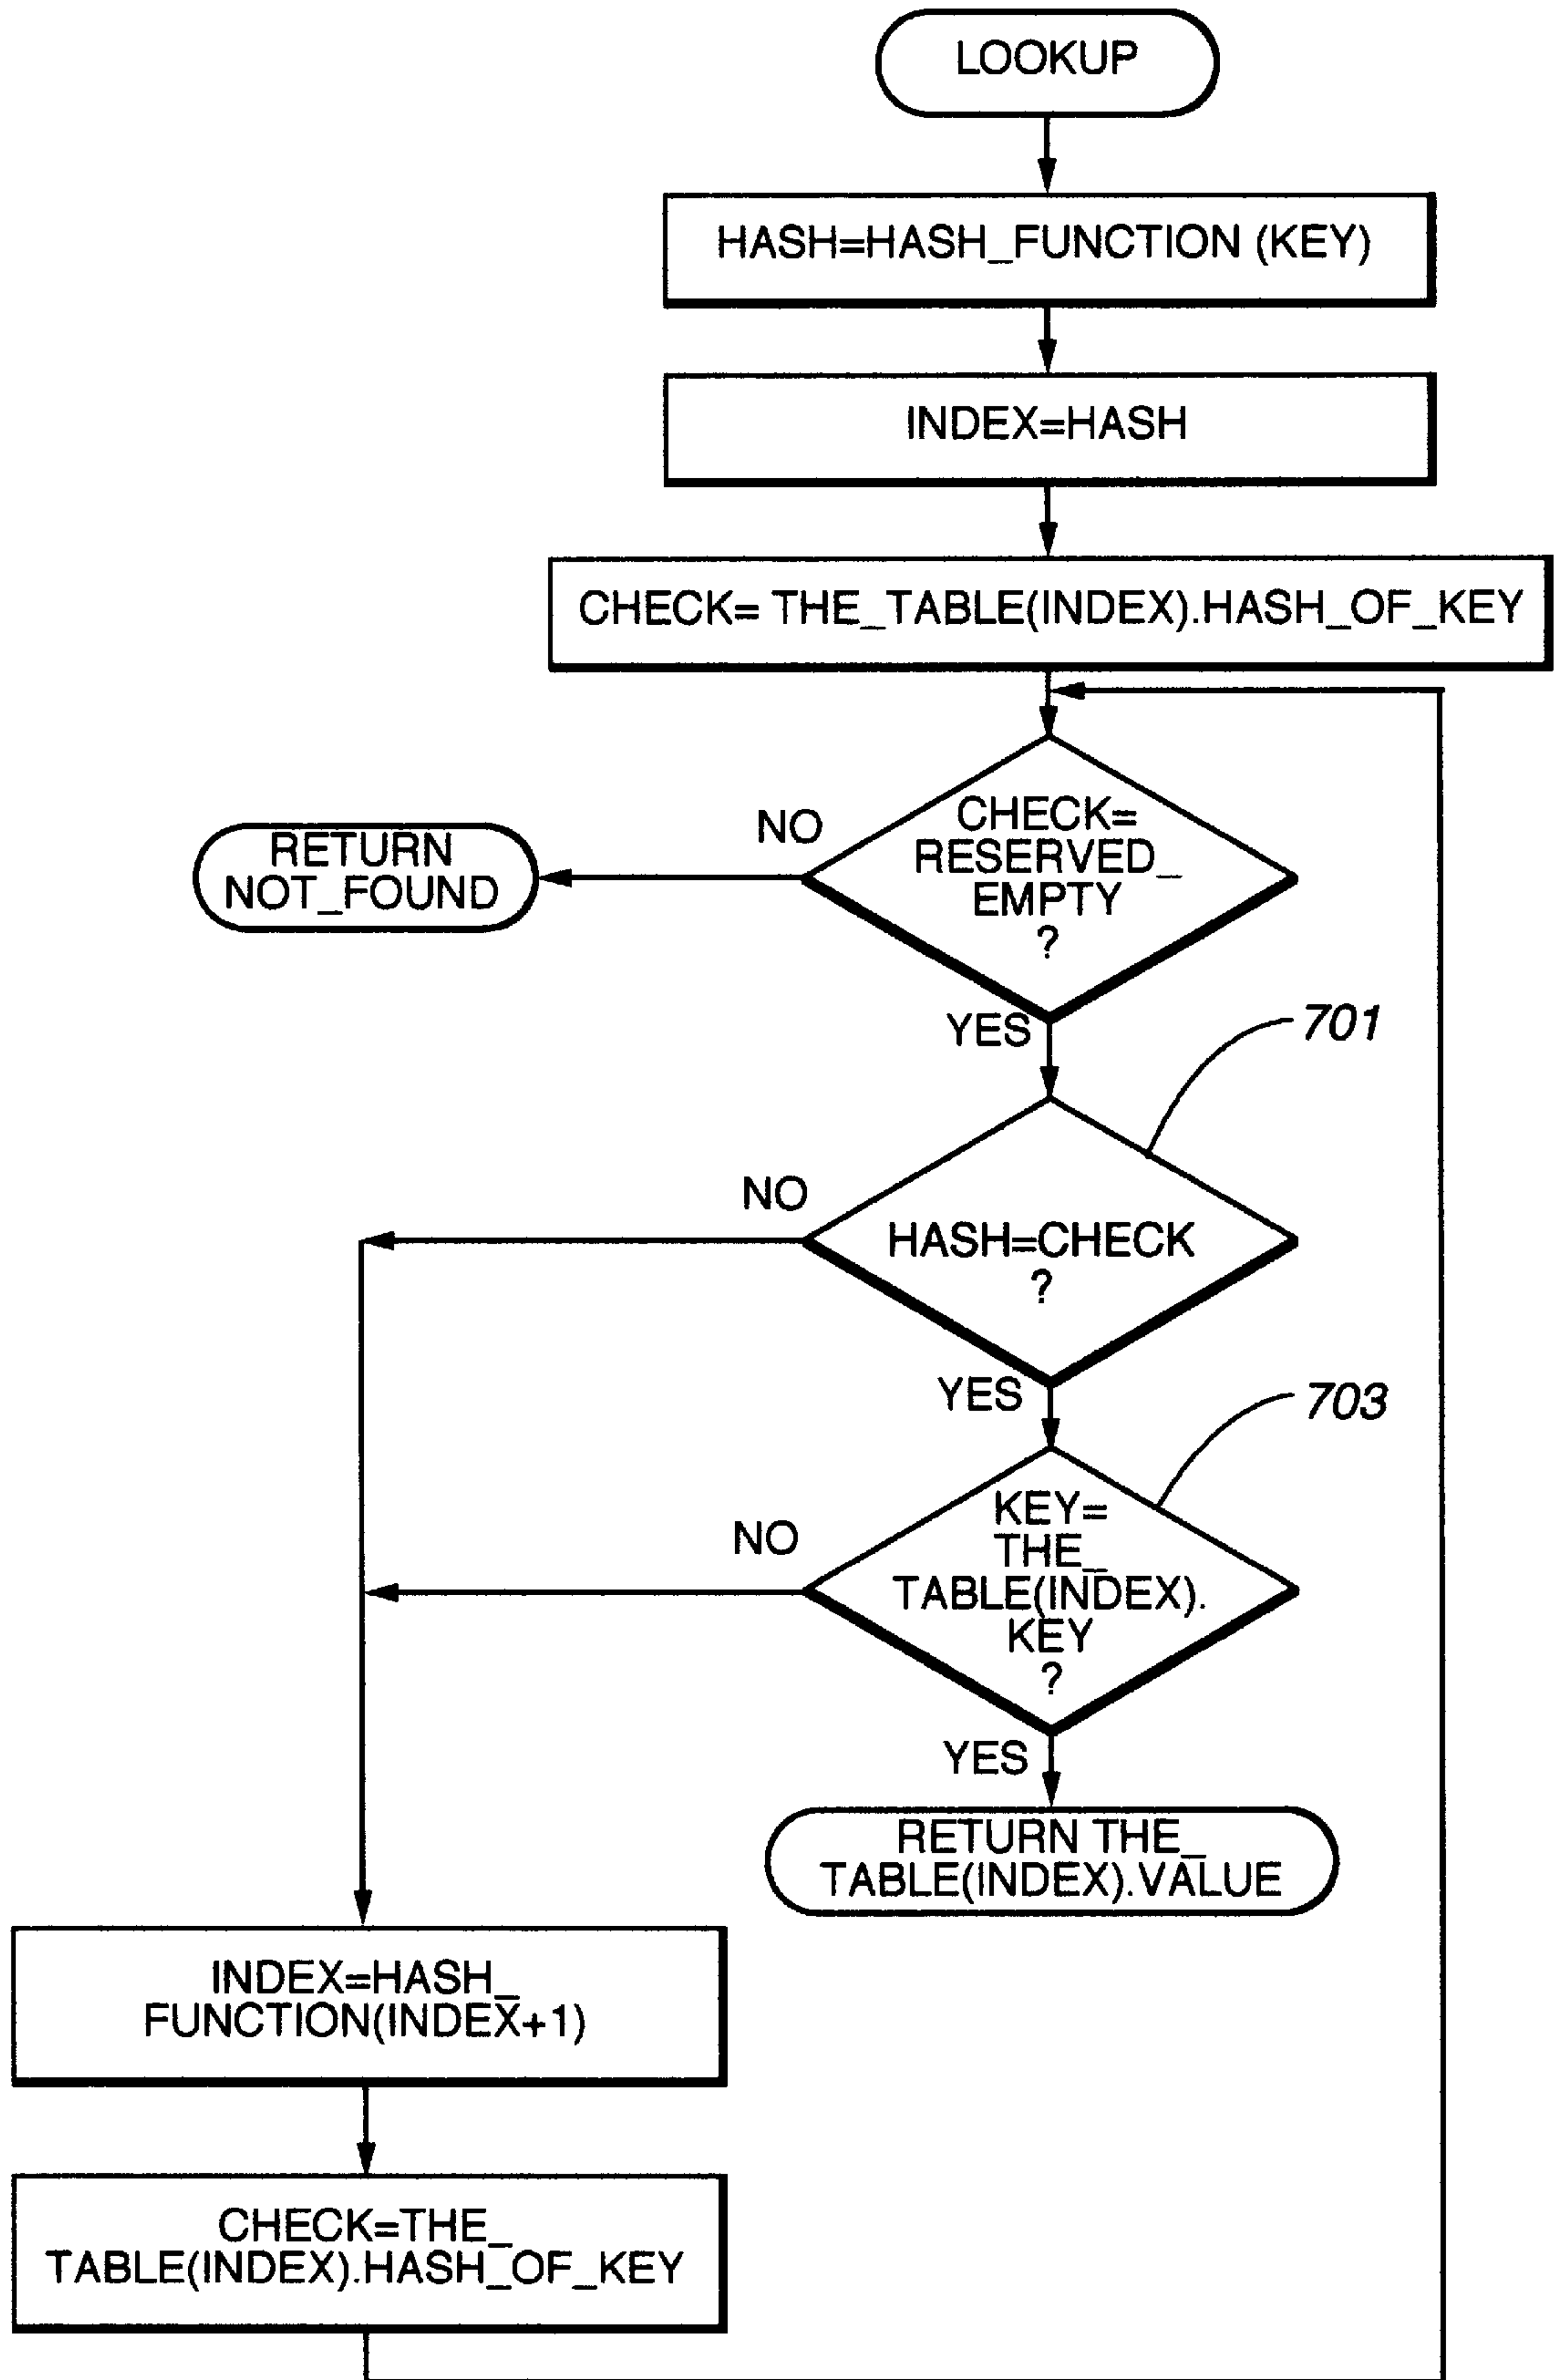 LOOKUP
HASH=HASH_FUNCTION (KEY)
INDEX=HASH
CHECK= THE_TABLE(INDEX).HASH_OF_KEY
NO
CHECK=
RESERVED_
EMPTY
?
RETURN
NOT_FOUND
YES
701
NO
HASH=CHECK
?
YES
703
NO
KEY=
THE_
TABLE(INDEX).
KEY
?
YES
RETURN THE_
TABLE(INDEX).VALUE
INDEX=HASH_
FUNCTION(INDEX+1)
CHECK=THE_
TABLE(INDEX).HASH_OF_KEY